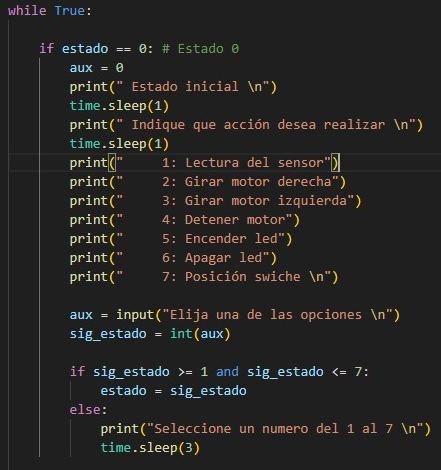 while True:
if estado == 0: # Estado 0
aux = 0
print(" Estado inicial \n")
time.sleep(1)
print(" Indique que acción desea realizar \n")
time.sleep(1)
print("     1: Lectura del sensor")
print("     2: Girar motor derecha")
print("     3: Girar motor izquierda")
print("     4: Detener motor")
print("     5: Encender led")
print("     6: Apagar led")
print("     7: Posición swiche \n")
aux = input("Elija una de las opciones \n")
sig_estado = int(aux)
if sig_estado >= 1 and sig_estado <= 7:
estado = sig_estado
else:
print("Seleccione un numero del 1 al 7 \n")
time.sleep(3)